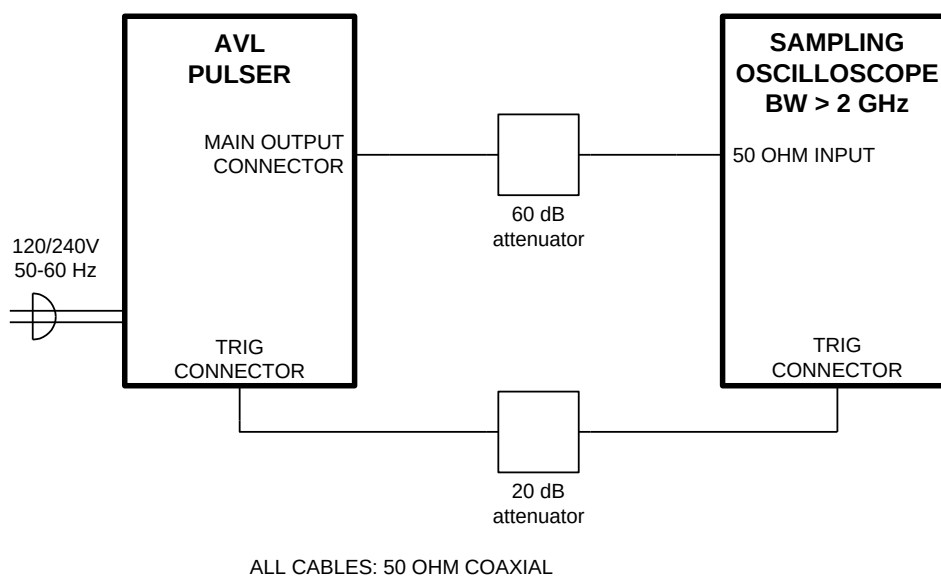 AVL
PULSER
SAMPLING
OSCILLOSCOPE
BW > 2 GHz
MAIN OUTPUT
CONNECTOR
50 OHM INPUT
60 dB
attenuator
120/240V
50-60 Hz
TRIG
CONNECTOR
TRIG
CONNECTOR
20 dB
attenuator
ALL CABLES: 50 OHM COAXIAL